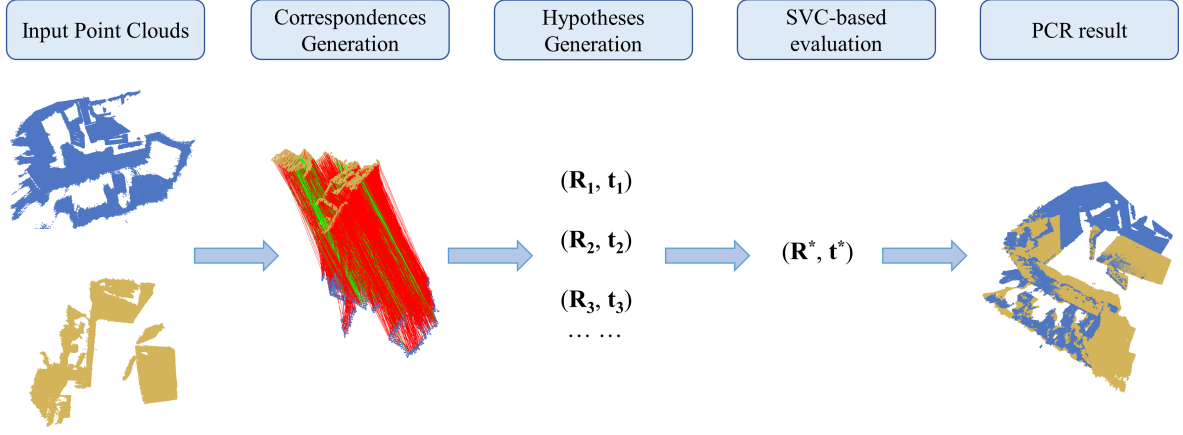 Input Point Clouds
Correspondences
Generation
Hypotheses
Generation
SVC-based
evaluation
PCR result
(R1, t1)
(R2, t2)
(R3, t3)
… …
(R*, t*)